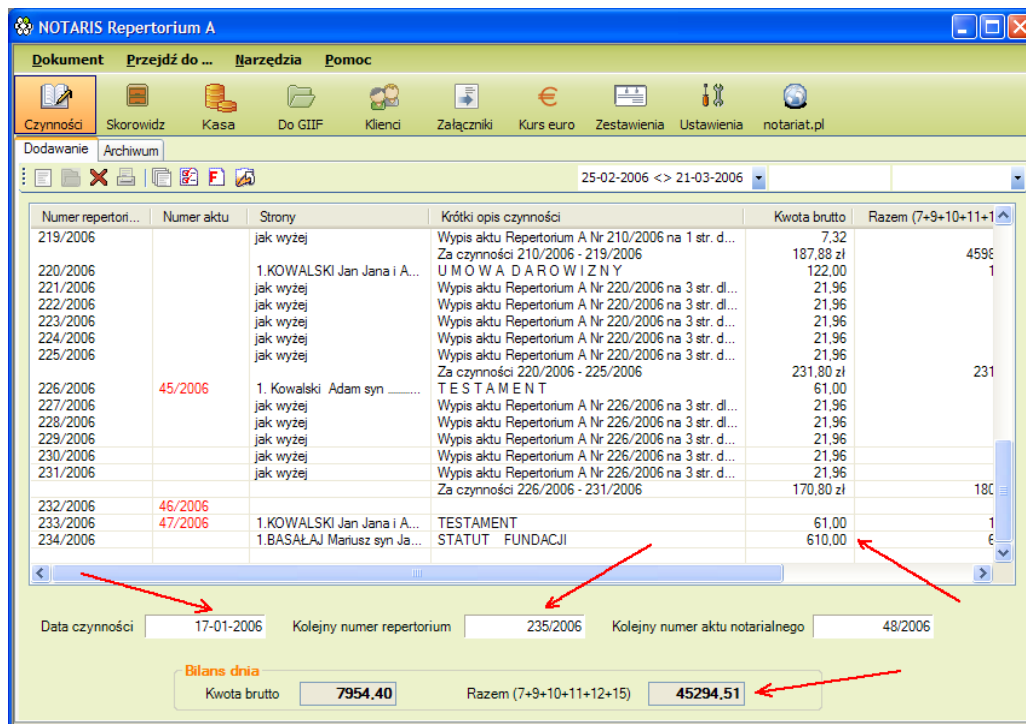 NOTARIS Repertorium A
Dokument Przejdź do ... Narzędzia Pomoc
Czynności Skorowidz Kasa Do GIIF Klienci Załączniki Kurs euro Zestawienia Ustawienia notariat.pl
Dodawanie Archiwum
25-02-2006 <> 21-03-2006
Numer repertori... Numer aktu Strony Krótki opis czynności Kwota brutto Razem (7+9+10+11+1
219/2006 jak wyżej Wypis aktu Repertorium A Nr 210/2006 na 1 str. d... 7,32
Za czynności 210/2006 - 219/2006 187,88 zł 4598
220/2006 1.KOWALSKI Jan Jana i A... U M O W A D A R O W I Z N Y 122,00 1
221/2006 jak wyżej Wypis aktu Repertorium A Nr 220/2006 na 3 str. dl... 21,96
222/2006 jak wyżej Wypis aktu Repertorium A Nr 220/2006 na 3 str. d... 21,96
223/2006 jak wyżej Wypis aktu Repertorium A Nr 220/2006 na 3 str. d... 21,96
224/2006 jak wyżej Wypis aktu Repertorium A Nr 220/2006 na 3 str. d... 21,96
225/2006 jak wyżej Wypis aktu Repertorium A Nr 220/2006 na 3 str. d... 21,96
Za czynności 220/2006 - 225/2006 231,80 zł 231
226/2006 45/2006 1. Kowalski Adam syn ......... T E S T A M E N T 61,00
227/2006 jak wyżej Wypis aktu Repertorium A Nr 226/2006 na 3 str. dl... 21,96
228/2006 jak wyżej Wypis aktu Repertorium A Nr 226/2006 na 3 str. d... 21,96
229/2006 jak wyżej Wypis aktu Repertorium A Nr 226/2006 na 3 str. d... 21,96
230/2006 jak wyżej Wypis aktu Repertorium A Nr 226/2006 na 3 str. d... 21,96
231/2006 jak wyżej Wypis aktu Repertorium A Nr 226/2006 na 3 str. d... 21,96
Za czynności 226/2006 - 231/2006 170,80 zł 180
232/2006 46/2006
233/2006 47/2006 1.KOWALSKI Jan Jana i A... TESTAMENT 61,00 1
234/2006 1.BASAŁAJ Mariusz syn Ja... STATUT FUNDACJI 610,00 6
Data czynności 17-01-2006 Kolejny numer repertorium 235/2006 Kolejny numer aktu notarialnego 48/2006
Bilans dnia
Kwota brutto 7954,40 Razem (7+9+10+11+12+15) 45294,51